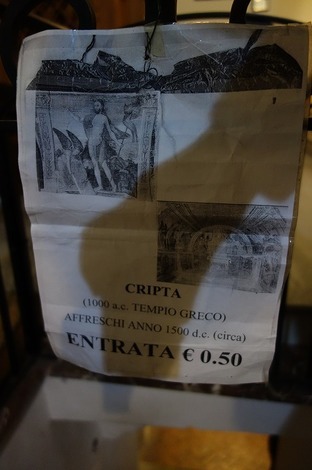 CRIPTA
(1000 a.c. TEMPIO GRECO)
AFFRESCHI ANNO 1500 d.c. (circa)
ENTRATA € 0.50